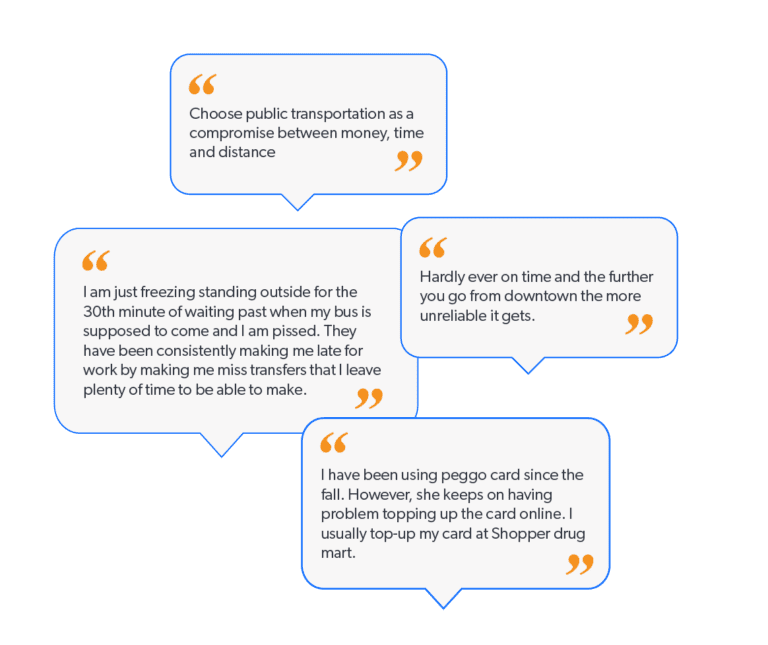 “
Choose public transportation as a
compromise between money, time
and distance
”
“
I am just freezing standing outside for the
30th minute of waiting past when my bus is
supposed to come and I am pissed. They
have been consistently making me late for
work by making me miss transfers that I leave
plenty of time to be able to make.
”
“
Hardly ever on time and the further
you go from downtown the more
unreliable it gets.
”
“
I have been using peggo card since the
fall. However, she keeps on having
problem topping up the card online. I
usually top-up my card at Shopper drug
mart.
”